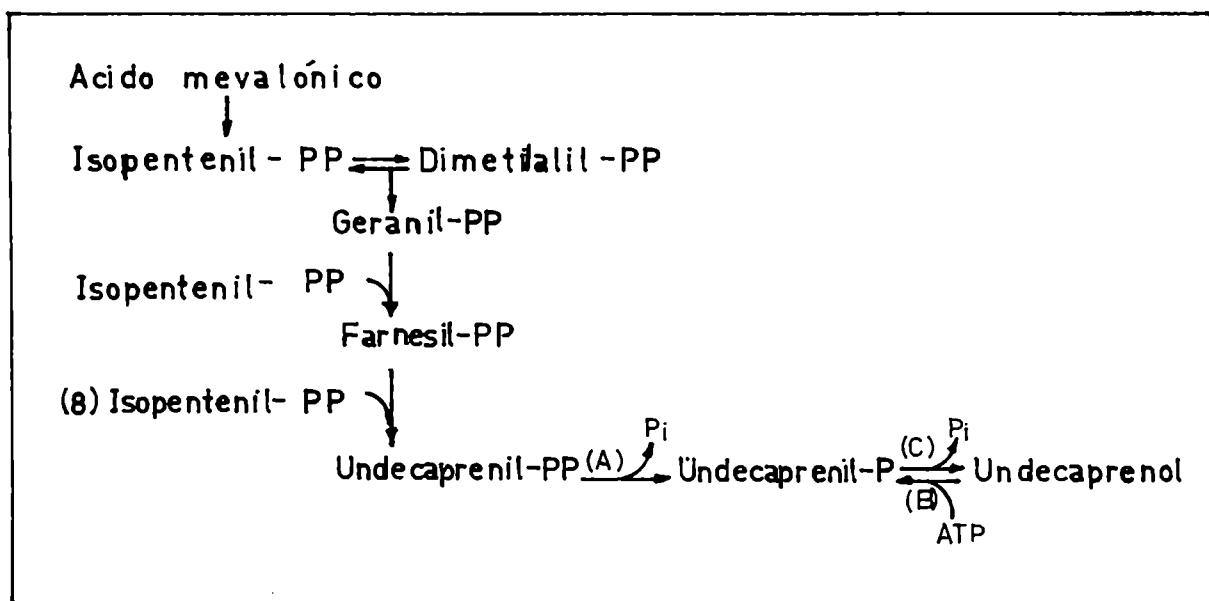 Acido mevalónico
Isopentenil - PP Dimetilalil - PP
Geranil-PP
Isopentenil- PP
Farnesil-PP
(8) Isopentenil- PP
Undecaprenil-PP (A) Pi Undecaprenil-P (C) Pi Undecaprenol
(B)
ATP